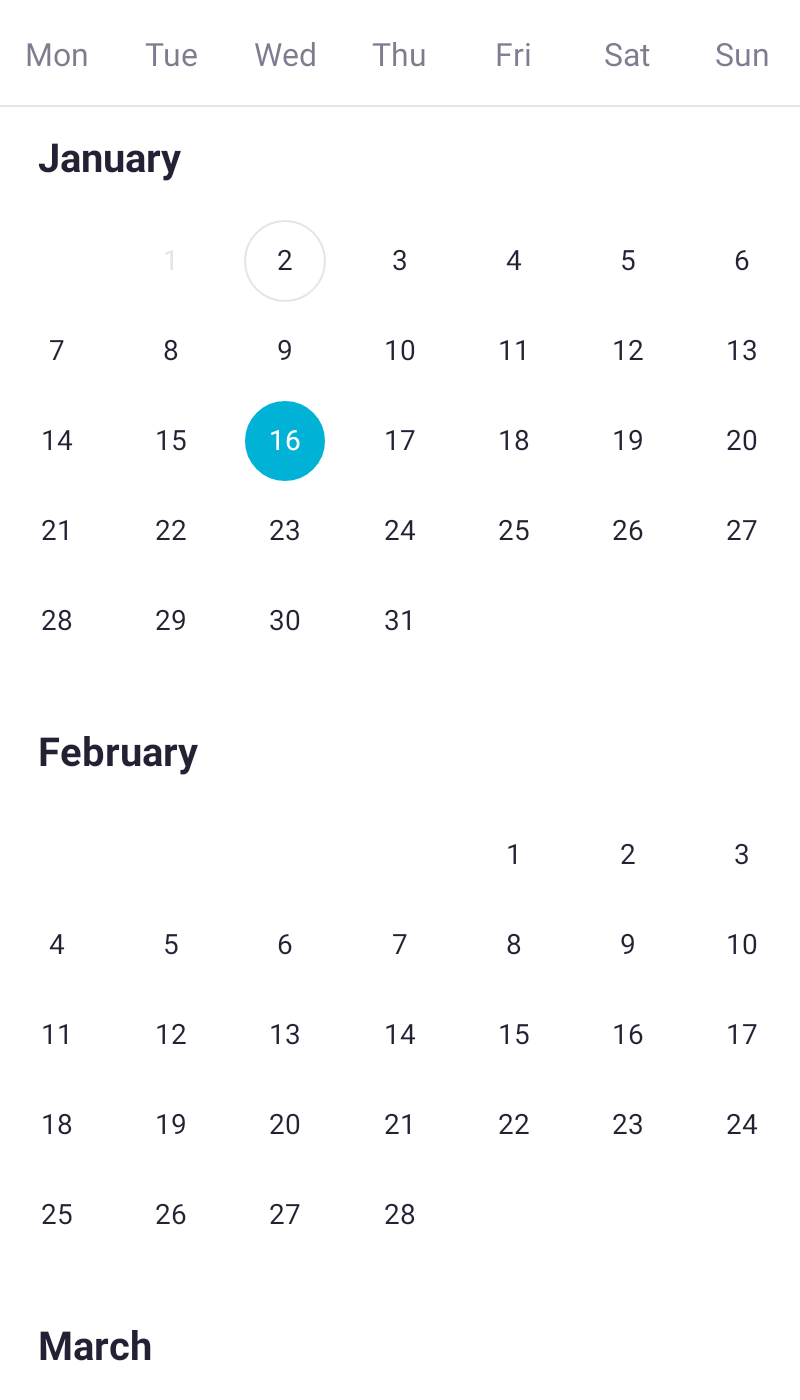 Mon Tue Wed Thu Fri Sat Sun
January
1 2 3 4 5 6
7 8 9 10 11 12 13
14 15 16 17 18 19 20
21 22 23 24 25 26 27
28 29 30 31
February
1 2 3
4 5 6 7 8 9 10
11 12 13 14 15 16 17
18 19 20 21 22 23 24
25 26 27 28
March